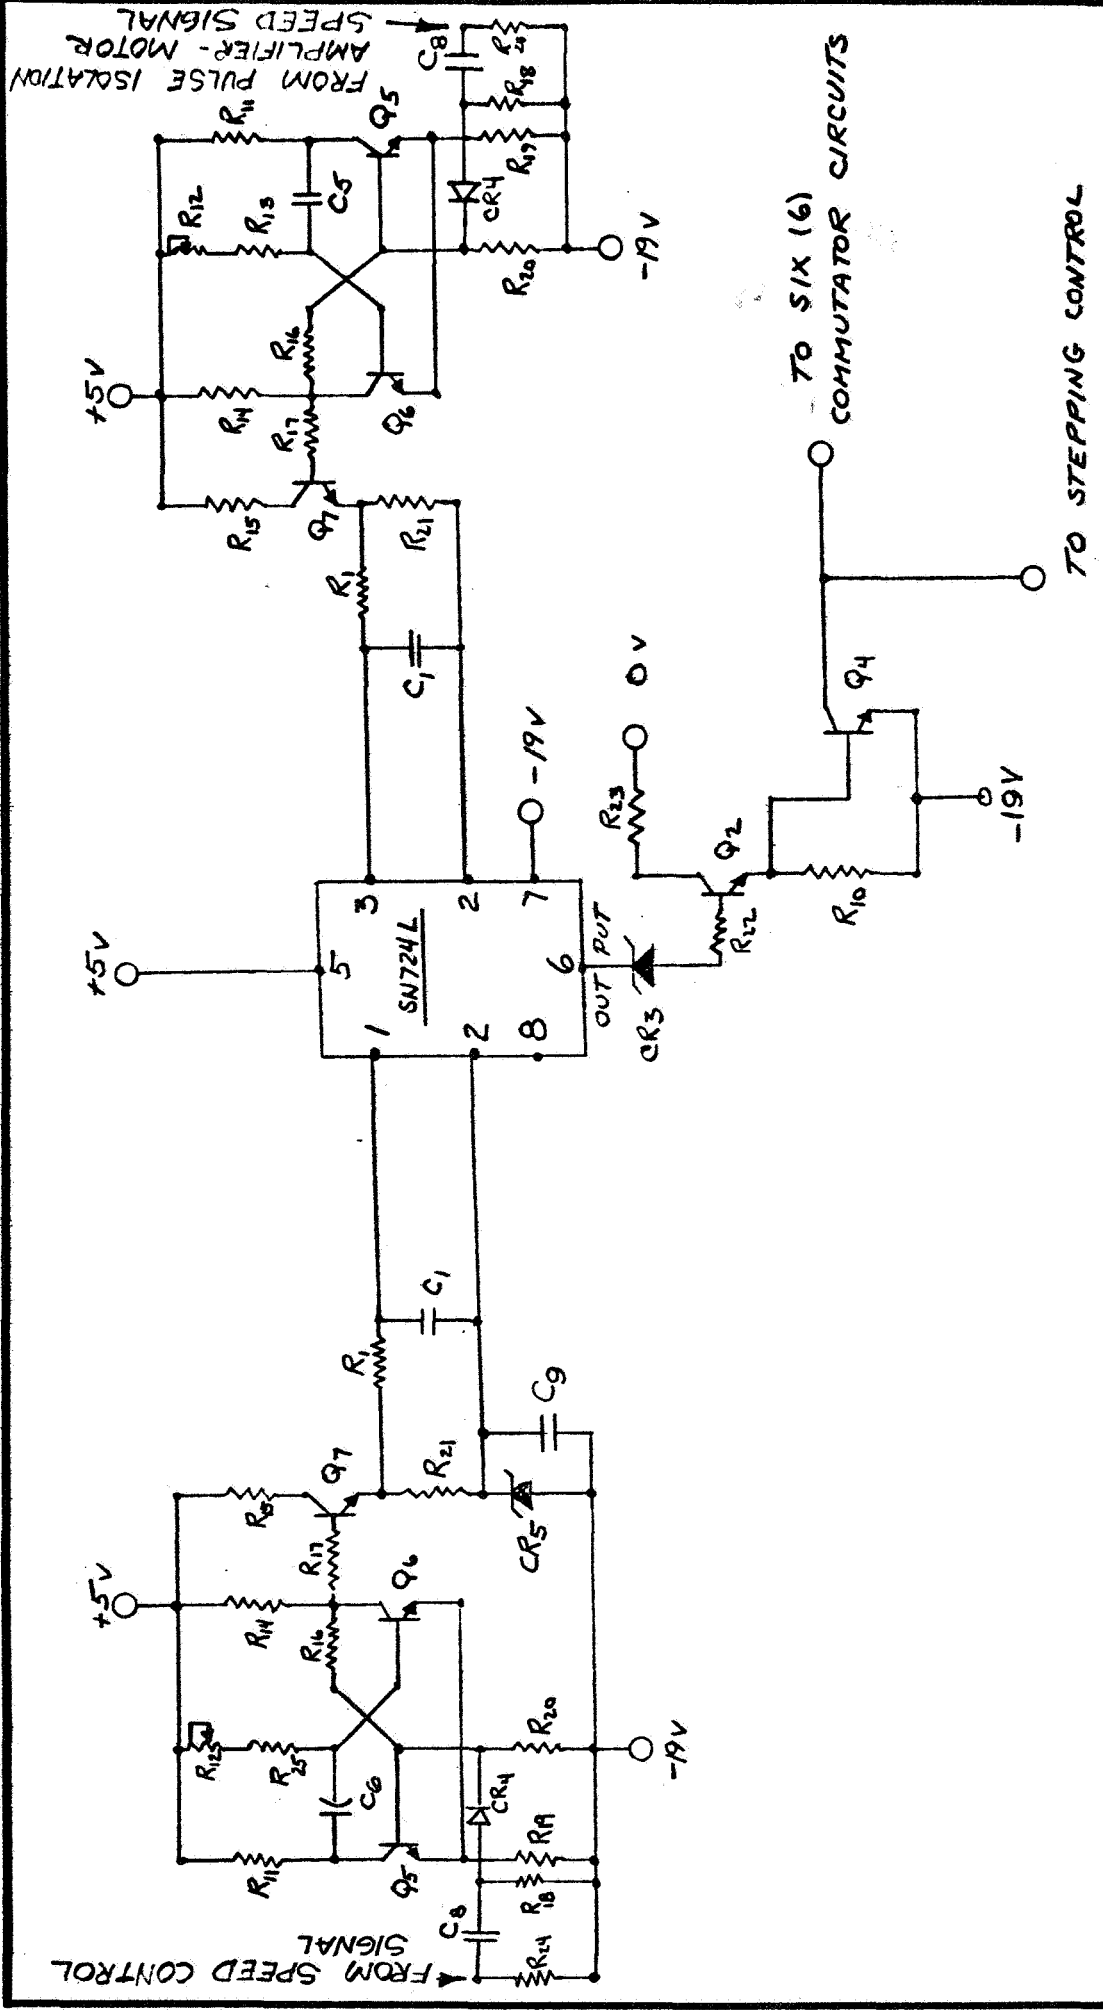 FROM PULSE ISOLATION
AMPLIFIER - MOTOR
SPEED SIGNAL
FROM SPEED CONTROL
SIGNAL
+5V
R11
R125
R25
C6
R14
R15
R16
R17
Q5
Q6
Q7
C8
R24
R18
CR4
R20
-19V
R21
CR5
C9
R1
C1
+5V
5
1
3
SN724L
2
2
8
7
6
OUT PUT
-19V
CR3
R22
Q2
R23
0V
R10
Q4
-19V
R1
C1
+5V
R15
R14
R12
R13
R11
R17
R16
C5
Q7
Q6
Q5
R21
R20
CR4
R19
R18
C8
-19V
TO SIX (6)
COMMUTATOR CIRCUITS
TO STEPPING CONTROL